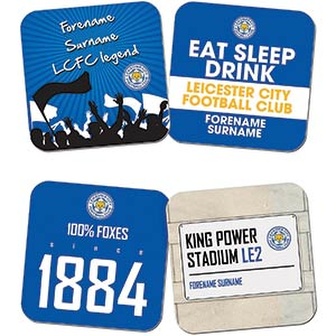 Forename
Surname
LCFC legend
EAT SLEEP
DRINK
LEICESTER CITY
FOOTBALL CLUB
FORENAME
SURNAME
100% FOXES
since
1884
KING POWER
STADIUM LE2
FORENAME SURNAME